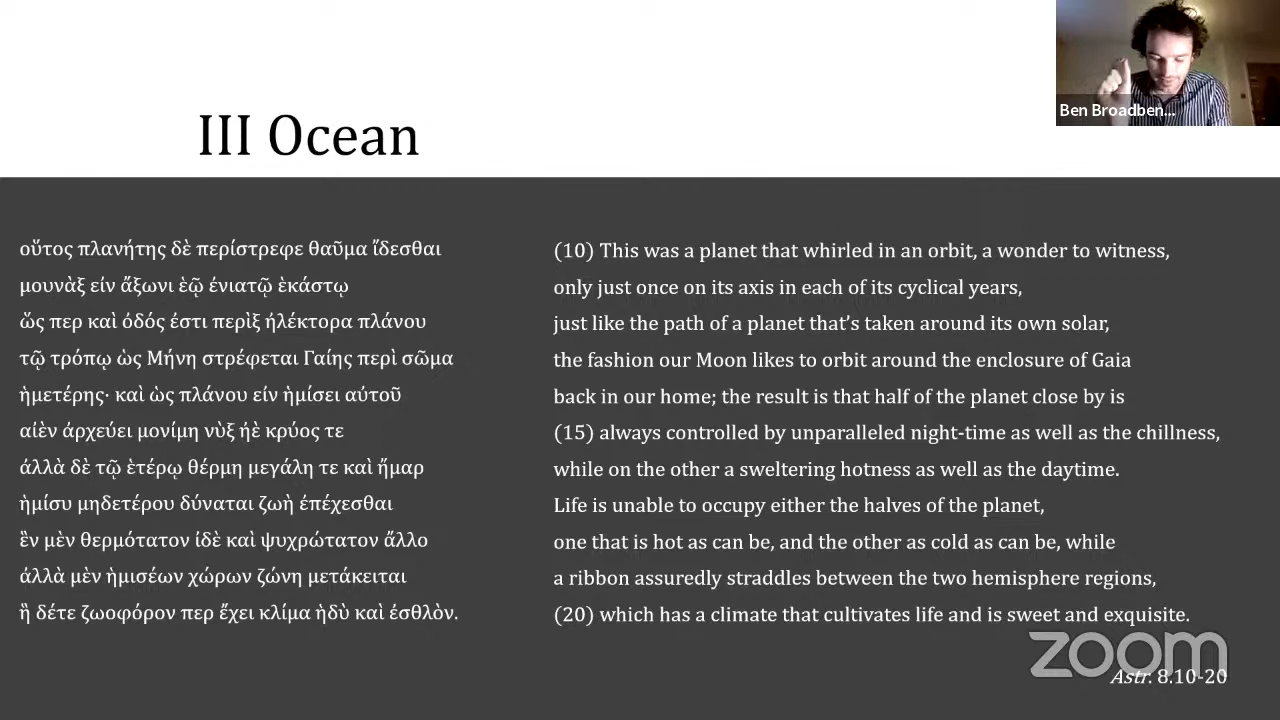 Ben Broadben...
III Ocean
οὕτος πλανήτης δὲ περίστρεφε θαῦμα ἴδεσθαι
μουνὰξ εἰν ἄξωνι ἑῷ ἐνιατῷ ἑκάστῳ
ὥς περ καὶ ὁδός ἐστι περὶξ ἠλέκτορα πλάνου
τῷ τρόπῳ ὡς Μήνη στρέφεται Γαίης περὶ σῶμα
ἡμετέρης· καὶ ὡς πλάνου εἰν ἡμίσει αὐτοῦ
αἰὲν ἀρχεύει μονίμη νὺξ ἠὲ κρύος τε
ἀλλὰ δὲ τῷ ἑτέρῳ θέρμη μεγάλη τε καὶ ἤμαρ
ἡμίσυ μηδετέρου δύναται ζωὴ ἐπέχεσθαι
ἓν μὲν θερμότατον ἰδὲ καὶ ψυχρώτατον ἄλλο
ἀλλὰ μὲν ἡμισέων χώρων ζώνη μετάκειται
ἣ δέτε ζωοφόρον περ ἔχει κλίμα ἡδὺ καὶ ἐσθλὸν.
(10) This was a planet that whirled in an orbit, a wonder to witness,
only just once on its axis in each of its cyclical years,
just like the path of a planet that's taken around its own solar,
the fashion our Moon likes to orbit around the enclosure of Gaia
back in our home; the result is that half of the planet close by is
(15) always controlled by unparalleled night-time as well as the chillness,
while on the other a sweltering hotness as well as the daytime.
Life is unable to occupy either the halves of the planet,
one that is hot as can be, and the other as cold as can be, while
a ribbon assuredly straddles between the two hemisphere regions,
(20) which has a climate that cultivates life and is sweet and exquisite.
zoom
Astr. 8.10-20